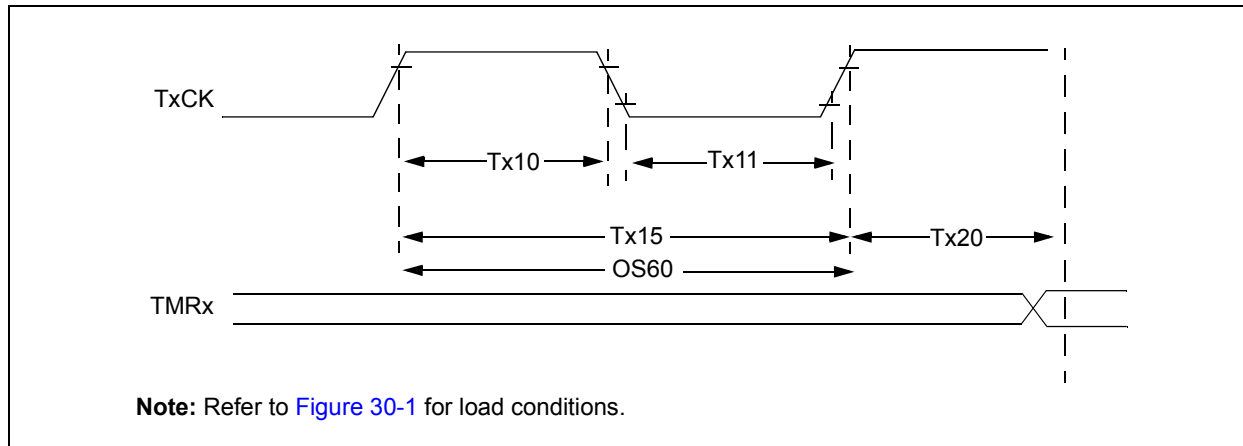 TxCK
Tx10
Tx11
Tx15
Tx20
OS60
TMRx
Note: Refer to Figure 30-1 for load conditions.